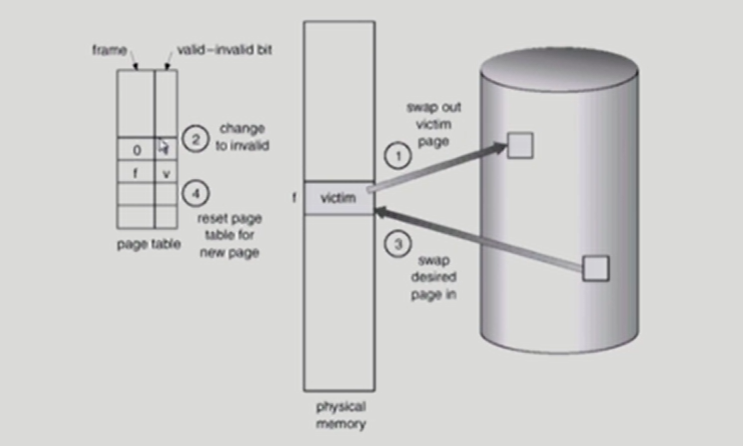 frame
valid–invalid bit
0
f
v
page table
2
change
to invalid
4
reset page
table for
new page
f
victim
physical
memory
1
swap out
victim
page
3
swap
desired
page in